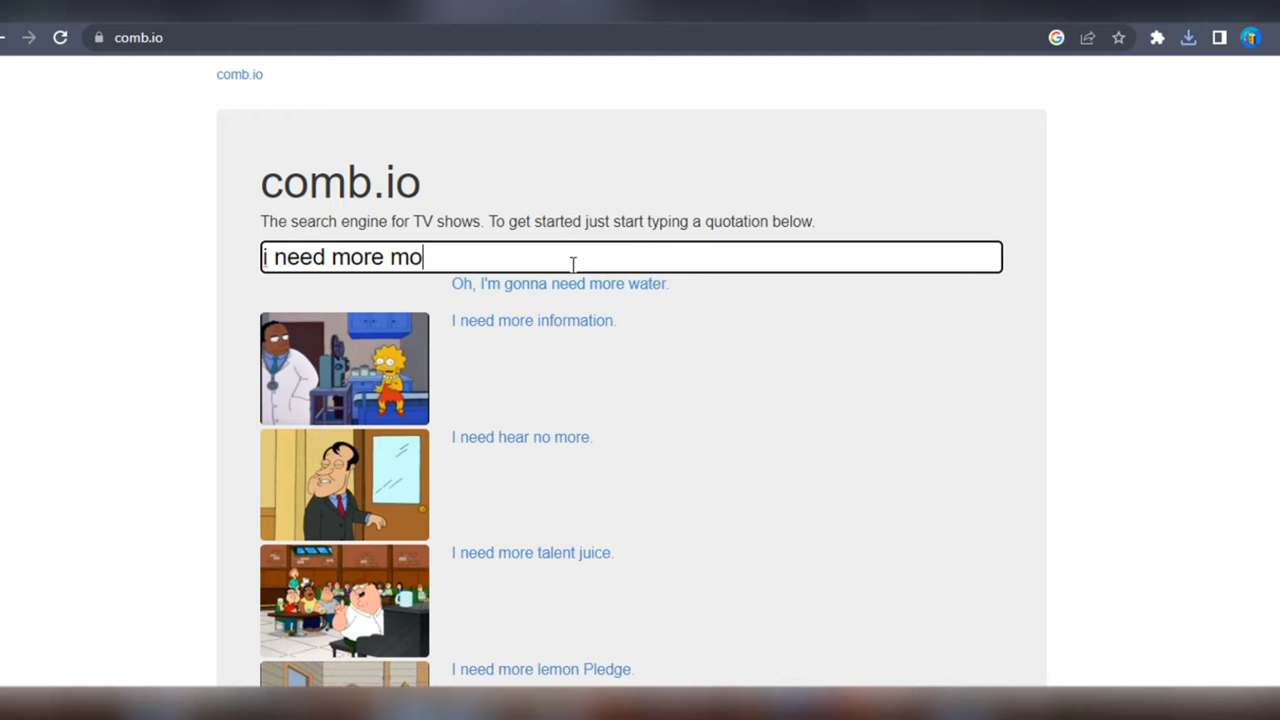 comb.io
comb.io
comb.io
The search engine for TV shows. To get started just start typing a quotation below.
i need more mo
Oh, I'm gonna need more water.
I need more information.
I need hear no more.
I need more talent juice.
I need more lemon Pledge.